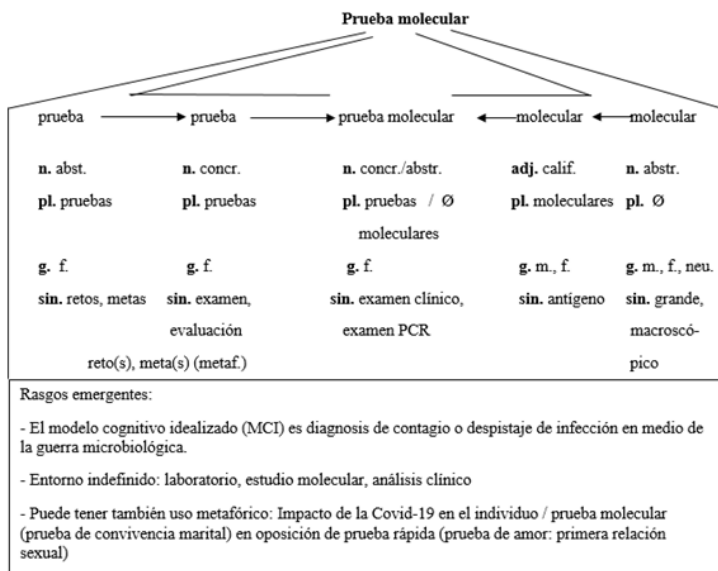 Prueba molecular
prueba prueba prueba molecular molecular molecular
n. abst. n. concr. n. concr./abstr. adj. calif. n. abstr.
pl. pruebas pl. pruebas pl. pruebas / Ø pl. moleculares pl. Ø
moleculares
g. f. g. f. g. f. g. m., f. g. m., f., neu.
sin. retos, metas sin. examen, sin. examen clínico, sin. antígeno sin. grande,
evaluación examen PCR macroscó-
reto(s), meta(s) (metaf.) pico
Rasgos emergentes:
- El modelo cognitivo idealizado (MCI) es diagnosis de contagio o despistaje de infección en medio de
la guerra microbiológica.
- Entorno indefinido: laboratorio, estudio molecular, análisis clínico
- Puede tener también uso metafórico: Impacto de la Covid-19 en el individuo / prueba molecular
(prueba de convivencia marital) en oposición de prueba rápida (prueba de amor: primera relación
sexual)